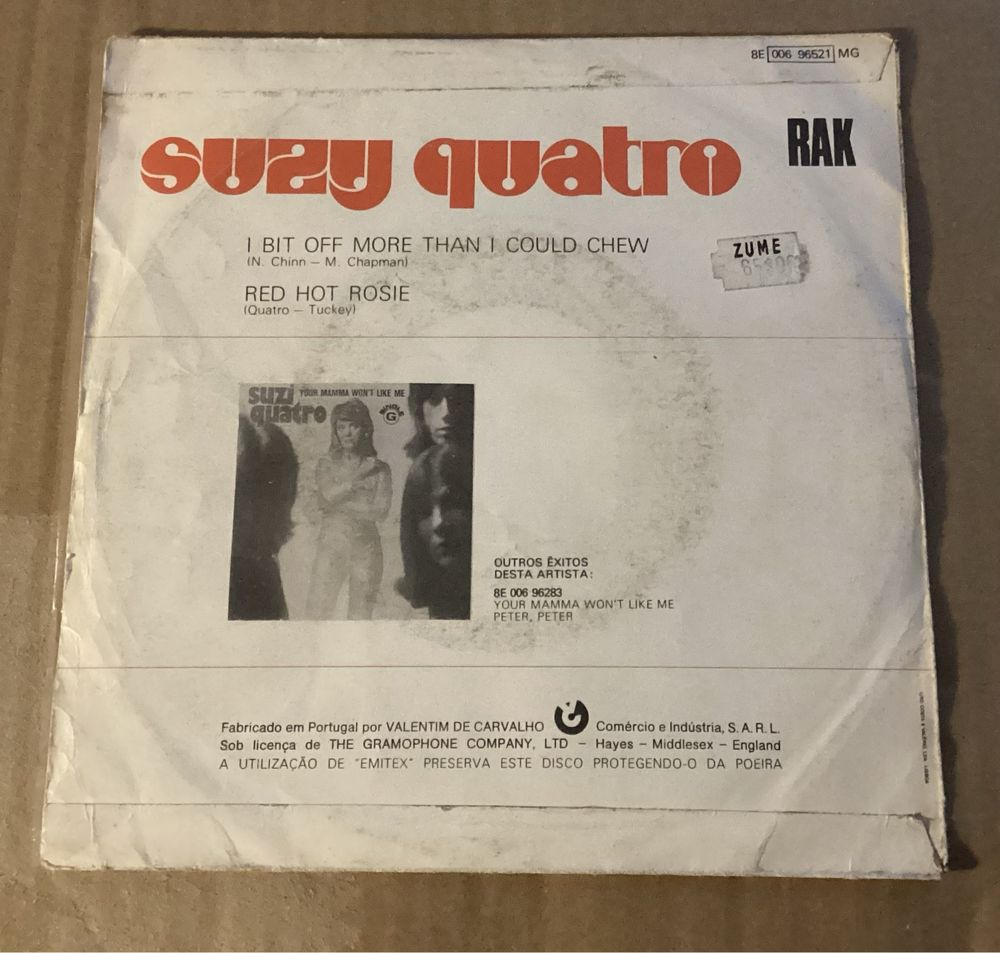 8E 006 96521 MG
suzy quatro
RAK
I BIT OFF MORE THAN I COULD CHEW
(N. Chinn – M. Chapman)
ZUME
RED HOT ROSIE
(Quatro – Tuckey)
suzi quatro
YOUR MAMMA WON'T LIKE ME
SINGLE
G
OUTROS ÊXITOS
DESTA ARTISTA:
8E 006 96283
YOUR MAMMA WON'T LIKE ME
PETER, PETER
Fabricado em Portugal por VALENTIM DE CARVALHO Comércio e Indústria, S. A. R. L.
Sob licença de THE GRAMOPHONE COMPANY, LTD – Hayes – Middlesex – England
A UTILIZAÇÃO DE "EMITEX" PRESERVA ESTE DISCO PROTEGENDO-O DA POEIRA